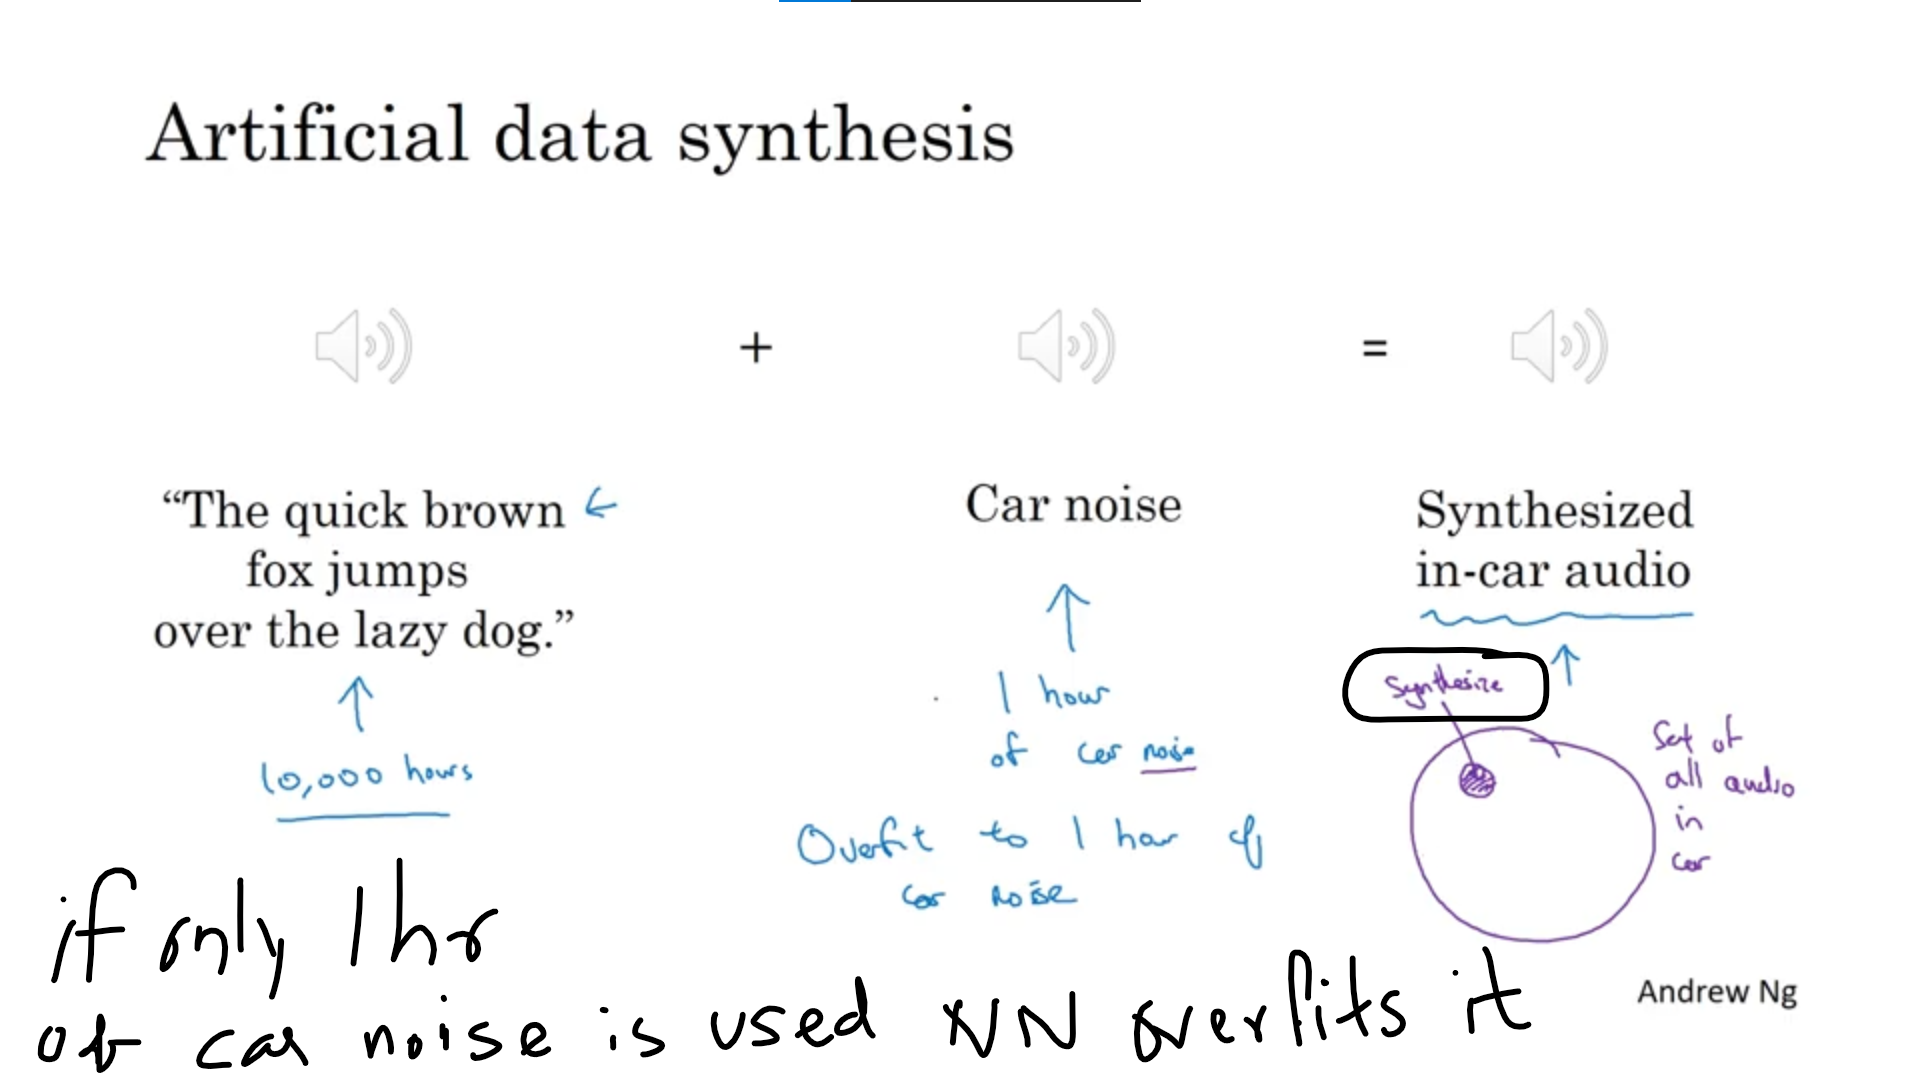 Artificial data synthesis
+
=
“The quick brown
fox jumps
over the lazy dog.”
10,000 hours
Car noise
1 hour
of car noise
Overfit to 1 hour of
car noise
Synthesized
in-car audio
Synthesize
Set of
all audio
in
car
if only 1hr
of car noise is used NN overfits it
Andrew Ng